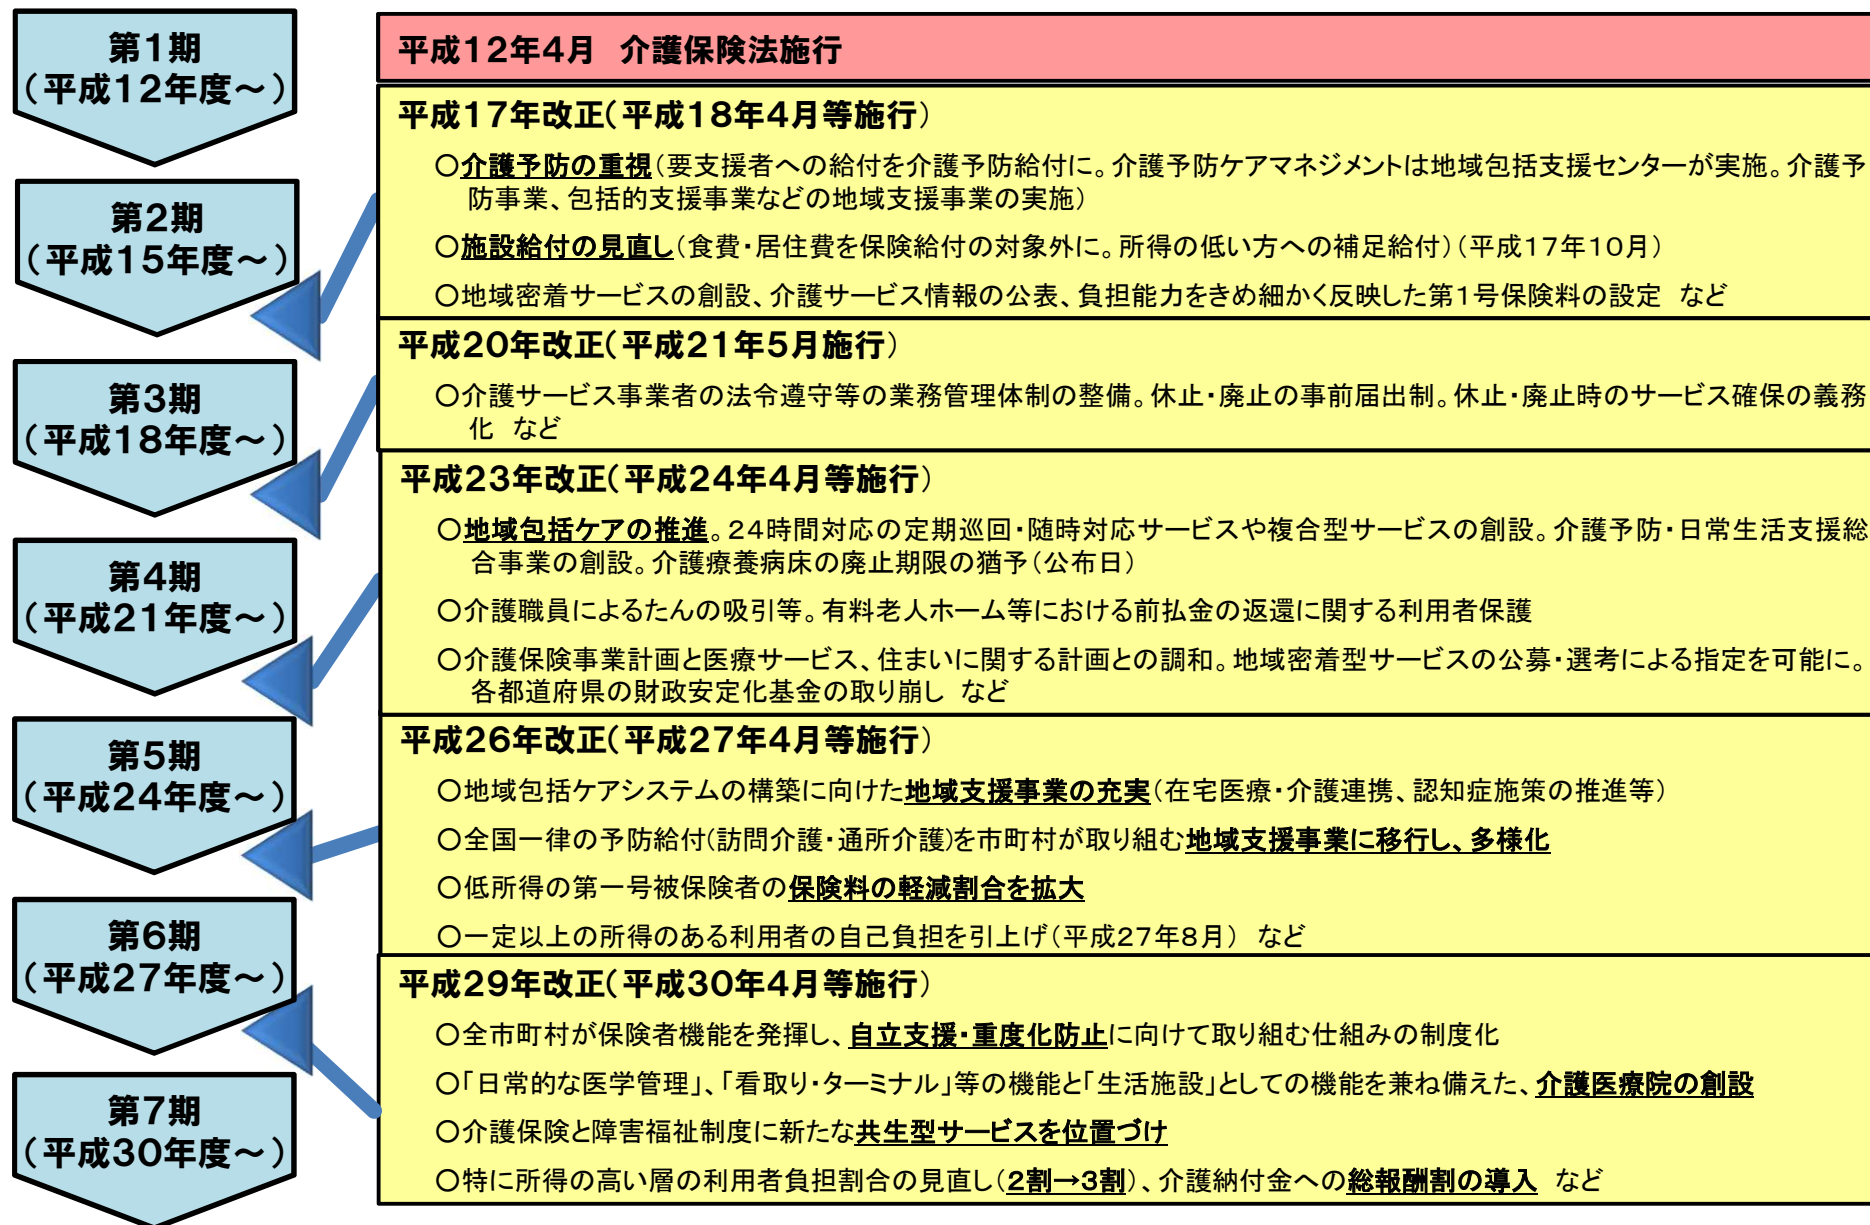 第1期
(平成12年度～)
第2期
(平成15年度～)
第3期
(平成18年度～)
第4期
(平成21年度～)
第5期
(平成24年度～)
第6期
(平成27年度～)
第7期
(平成30年度～)
平成12年4月　介護保険法施行
平成17年改正(平成18年4月等施行)
○介護予防の重視(要支援者への給付を介護予防給付に。介護予防ケアマネジメントは地域包括支援センターが実施。介護予
防事業、包括的支援事業などの地域支援事業の実施)
○施設給付の見直し(食費・居住費を保険給付の対象外に。所得の低い方への補足給付)(平成17年10月)
○地域密着サービスの創設、介護サービス情報の公表、負担能力をきめ細かく反映した第1号保険料の設定　など
平成20年改正(平成21年5月施行)
○介護サービス事業者の法令遵守等の業務管理体制の整備。休止・廃止の事前届出制。休止・廃止時のサービス確保の義務
化　など
平成23年改正(平成24年4月等施行)
○地域包括ケアの推進。24時間対応の定期巡回・随時対応サービスや複合型サービスの創設。介護予防・日常生活支援総
合事業の創設。介護療養病床の廃止期限の猶予(公布日)
○介護職員によるたんの吸引等。有料老人ホーム等における前払金の返還に関する利用者保護
○介護保険事業計画と医療サービス、住まいに関する計画との調和。地域密着型サービスの公募・選考による指定を可能に。
各都道府県の財政安定化基金の取り崩し　など
平成26年改正(平成27年4月等施行)
○地域包括ケアシステムの構築に向けた地域支援事業の充実(在宅医療・介護連携、認知症施策の推進等)
○全国一律の予防給付(訪問介護・通所介護)を市町村が取り組む地域支援事業に移行し、多様化
○低所得の第一号被保険者の保険料の軽減割合を拡大
○一定以上の所得のある利用者の自己負担を引上げ(平成27年8月)　など
平成29年改正(平成30年4月等施行)
○全市町村が保険者機能を発揮し、自立支援・重度化防止に向けて取り組む仕組みの制度化
○「日常的な医学管理」、「看取り・ターミナル」等の機能と「生活施設」としての機能を兼ね備えた、介護医療院の創設
○介護保険と障害福祉制度に新たな共生型サービスを位置づけ
○特に所得の高い層の利用者負担割合の見直し(2割→3割)、介護納付金への総報酬割の導入　など